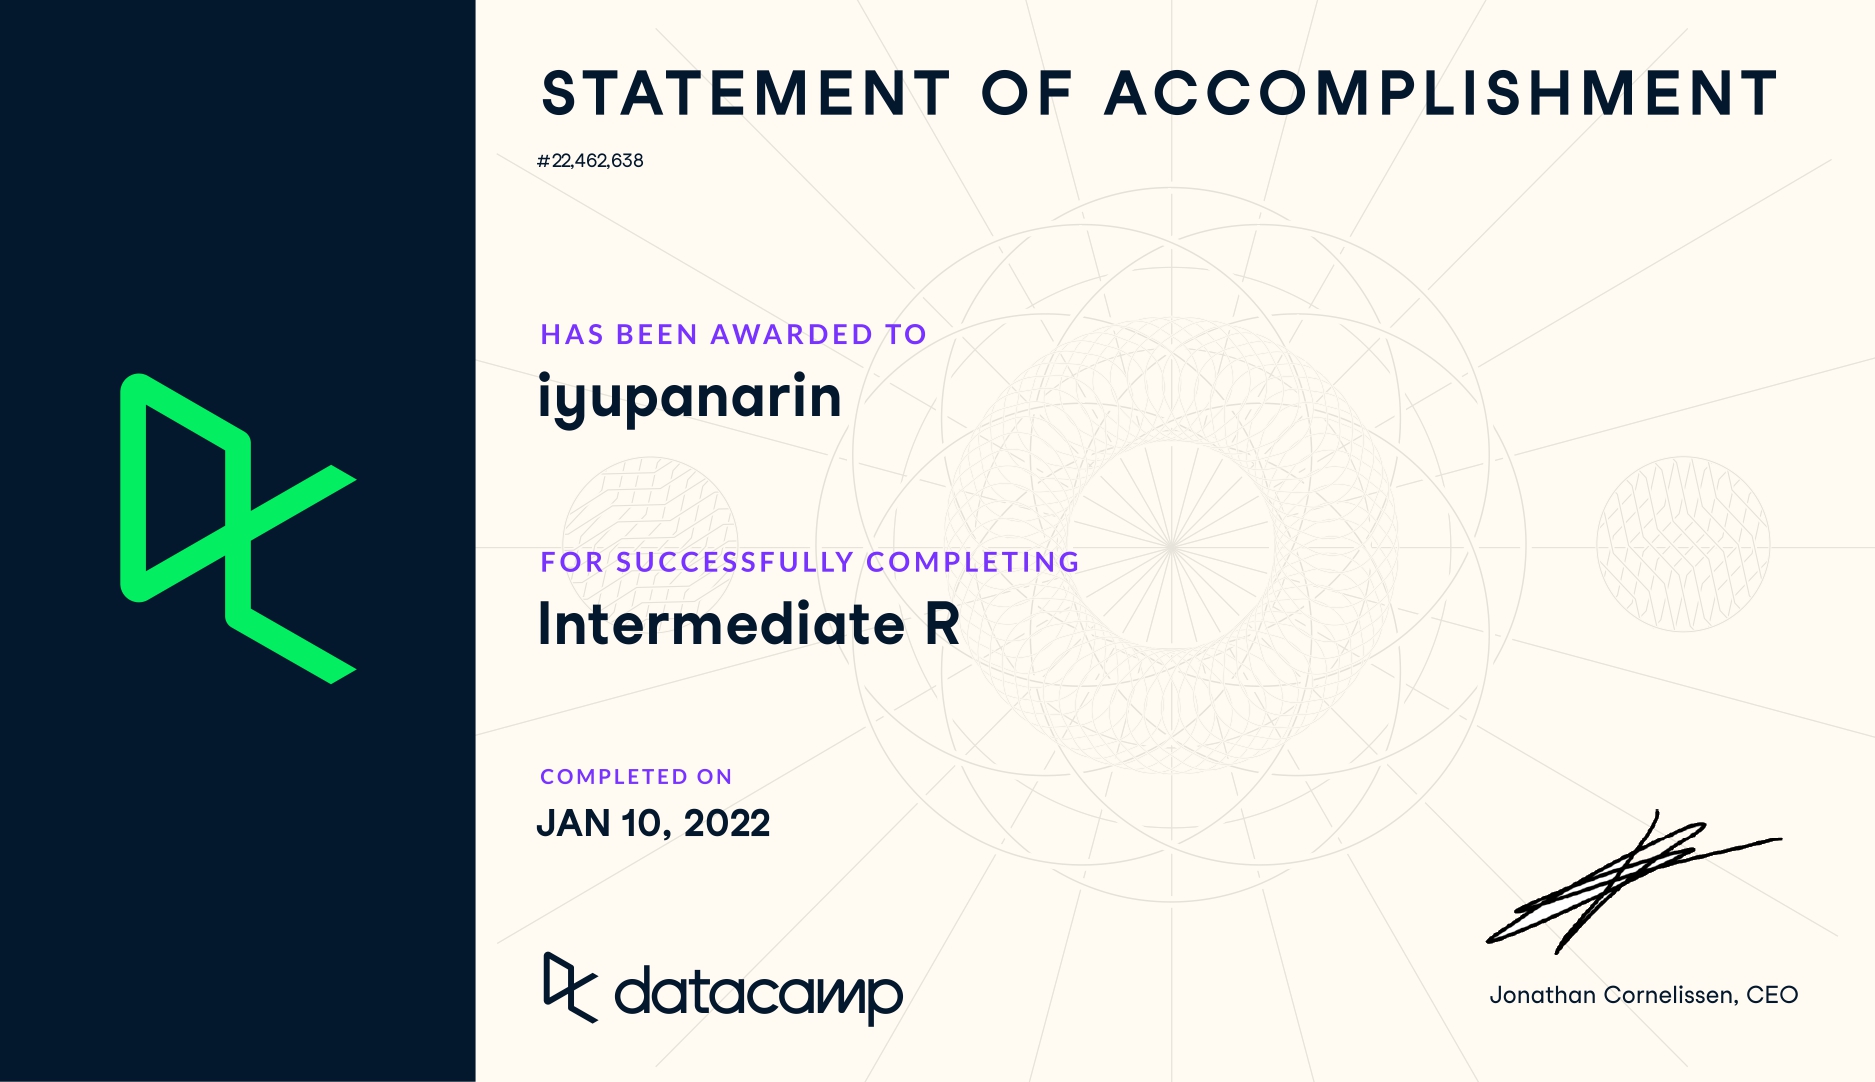 STATEMENT OF ACCOMPLISHMENT
#22,462,638
HAS BEEN AWARDED TO
iyupanarin
FOR SUCCESSFULLY COMPLETING
Intermediate R
COMPLETED ON
JAN 10, 2022
datacamp
Jonathan Cornelissen, CEO